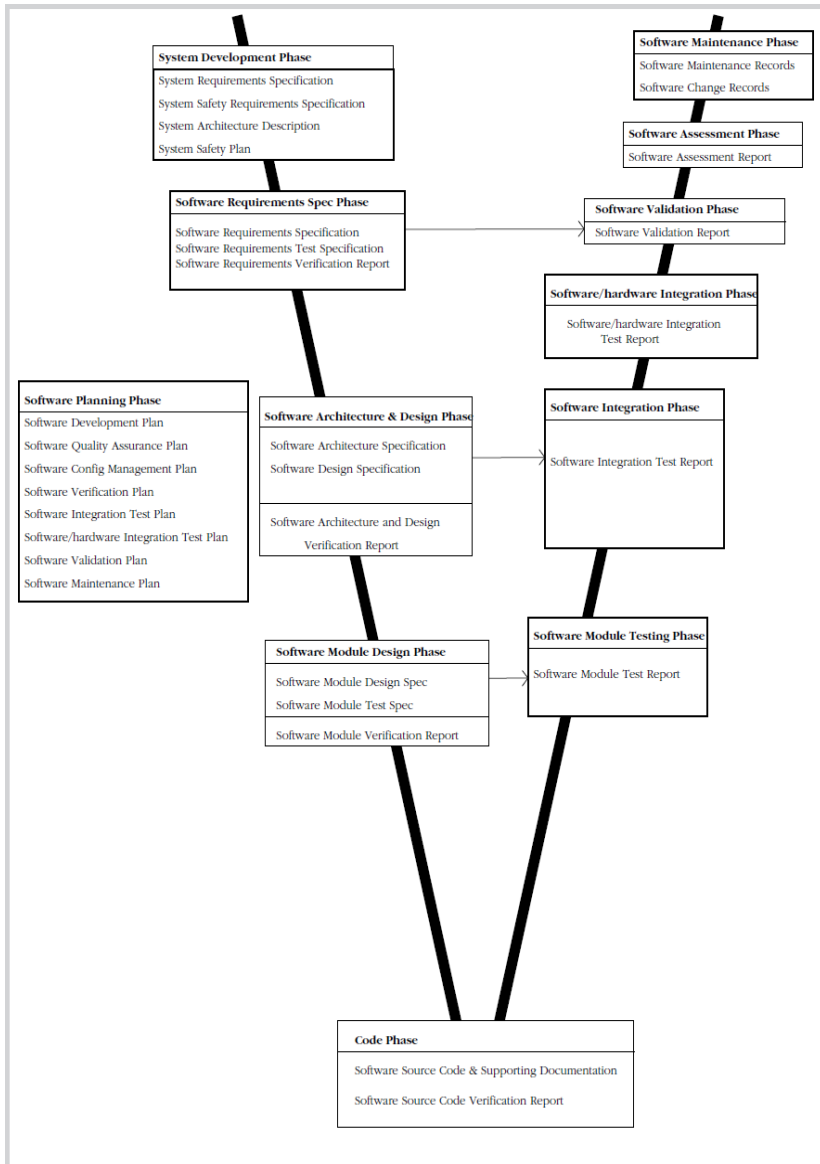 System Development Phase
System Requirements Specification
System Safety Requirements Specification
System Architecture Description
System Safety Plan
Software Requirements Spec Phase
Software Requirements Specification
Software Requirements Test Specification
Software Requirements Verification Report
Software Planning Phase
Software Development Plan
Software Quality Assurance Plan
Software Config Management Plan
Software Verification Plan
Software Integration Test Plan
Software/hardware Integration Test Plan
Software Validation Plan
Software Maintenance Plan
Software Architecture & Design Phase
Software Architecture Specification
Software Design Specification
Software Architecture and Design
Verification Report
Software Module Design Phase
Software Module Design Spec
Software Module Test Spec
Software Module Verification Report
Code Phase
Software Source Code & Supporting Documentation
Software Source Code Verification Report
Software Module Testing Phase
Software Module Test Report
Software Integration Phase
Software Integration Test Report
Software/hardware Integration Phase
Software/hardware Integration
Test Report
Software Validation Phase
Software Validation Report
Software Assessment Phase
Software Assessment Report
Software Maintenance Phase
Software Maintenance Records
Software Change Records